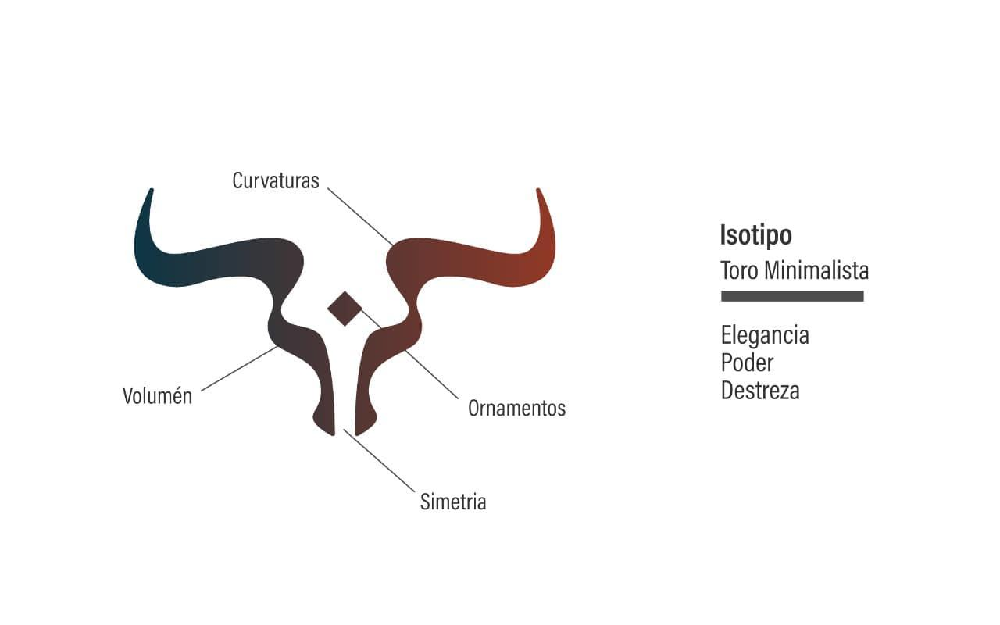 Curvaturas
Volumén
Ornamentos
Simetria
Isotipo
Toro Minimalista
Elegancia
Poder
Destreza